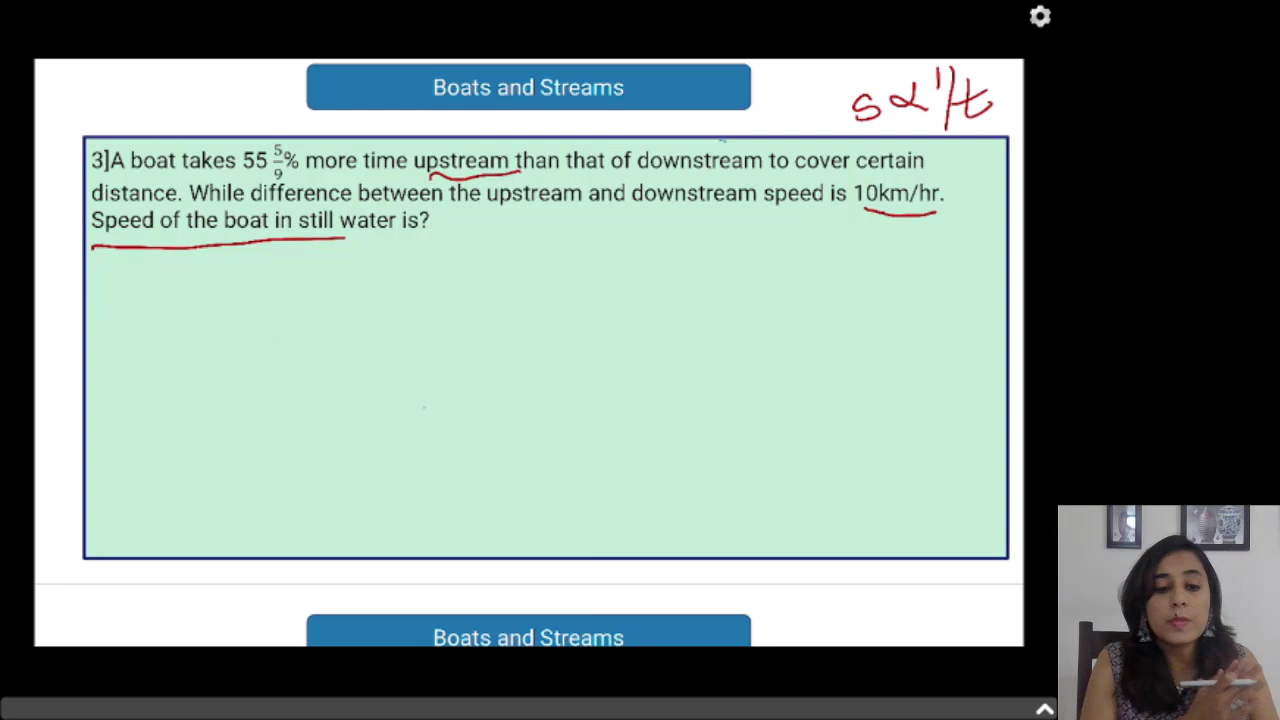 Boats and Streams
s α 1/t
3]A boat takes 55 5/9% more time upstream than that of downstream to cover certain
distance. While difference between the upstream and downstream speed is 10km/hr.
Speed of the boat in still water is?
Boats and Streams